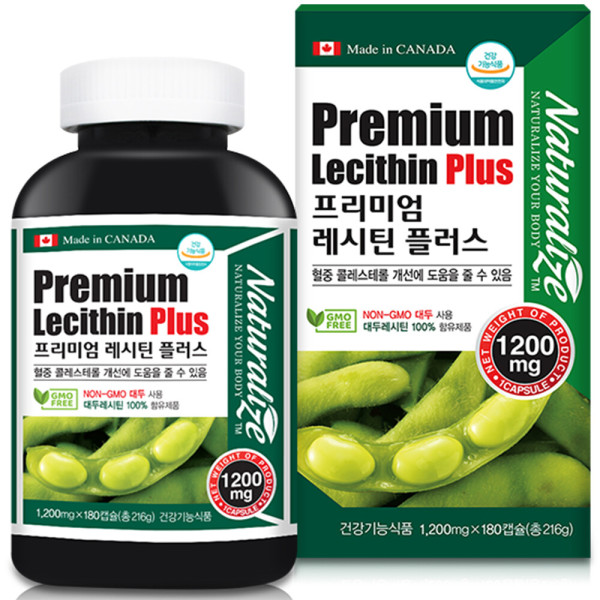 Made in CANADA
건강
기능식품
Premium
Lecithin Plus
프리미엄 레시틴 플러스
혈중 콜레스테롤 개선에 도움을 줄 수 있음
GMO
FREE
NON-GMO 대두 사용
대두레시틴 100% 함유제품
Naturalize
NATURALIZE YOUR BODY
TM
NET WEIGHT OF PRODUCT
1200
mg
1CAPSULE
1,200mg×180캡슐(총216g) 건강기능식품
Made in CANADA
건강
기능식품
Premium
Lecithin Plus
프리미엄
레시틴 플러스
혈중 콜레스테롤 개선에 도움을 줄 수 있음
GMO
FREE
NON-GMO 대두 사용
대두레시틴 100% 함유제품
Naturalize
NATURALIZE YOUR BODY
TM
NET WEIGHT OF PRODUCT
1200
mg
1CAPSULE
건강기능식품 1,200mg×180캡슐(총216g)